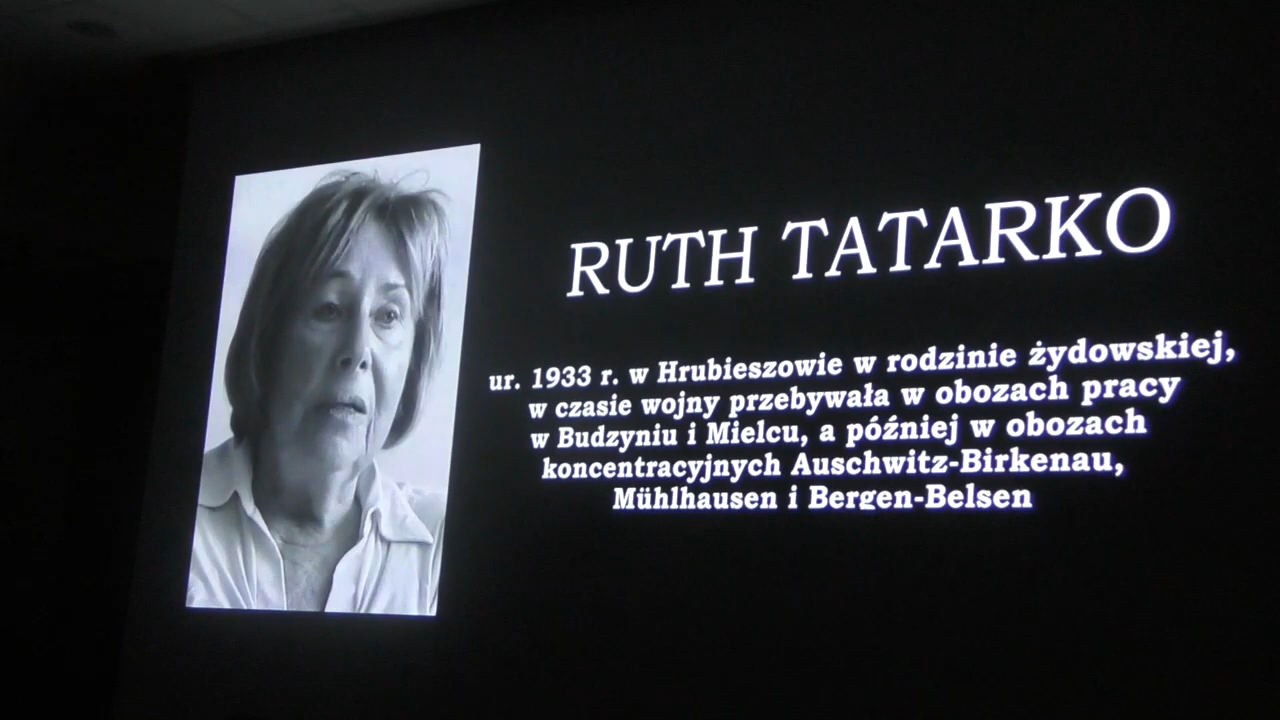 RUTH TATARKO
ur. 1933 r. w Hrubieszowie w rodzinie żydowskiej,
w czasie wojny przebywała w obozach pracy
w Budzyniu i Mielcu, a później w obozach
koncentracyjnych Auschwitz-Birkenau,
Mühlhausen i Bergen-Belsen